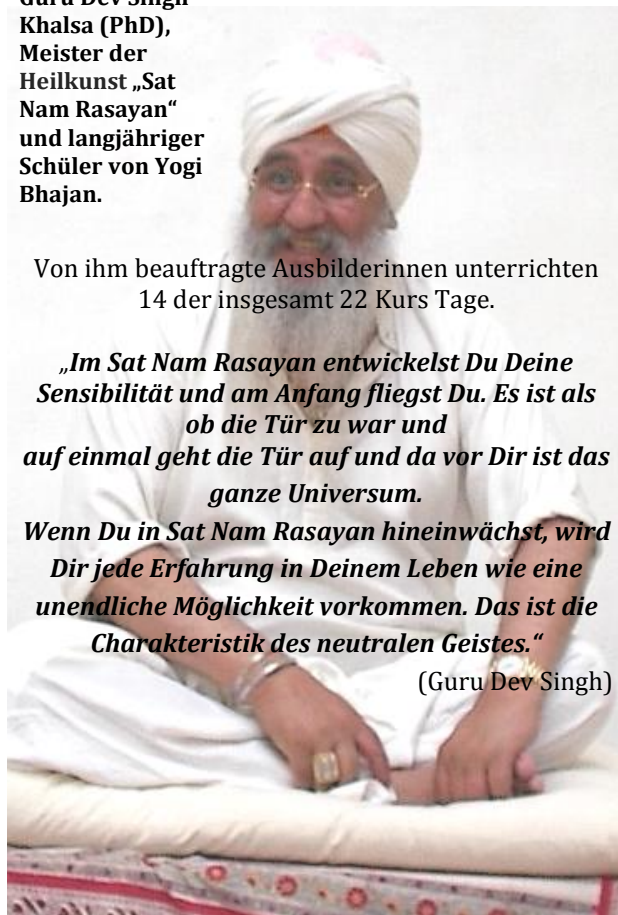 Guru Dev Singh
Khalsa (PhD),
Meister der
Heilkunst „Sat
Nam Rasayan“
und langjähriger
Schüler von Yogi
Bhajan.
Von ihm beauftragte Ausbilderinnen unterrichten
14 der insgesamt 22 Kurs Tage.
„Im Sat Nam Rasayan entwickelst Du Deine
Sensibilität und am Anfang fliegst Du. Es ist als
ob die Tür zu war und
auf einmal geht die Tür auf und da vor Dir ist das
ganze Universum.
Wenn Du in Sat Nam Rasayan hineinwächst, wird
Dir jede Erfahrung in Deinem Leben wie eine
unendliche Möglichkeit vorkommen. Das ist die
Charakteristik des neutralen Geistes.“
(Guru Dev Singh)